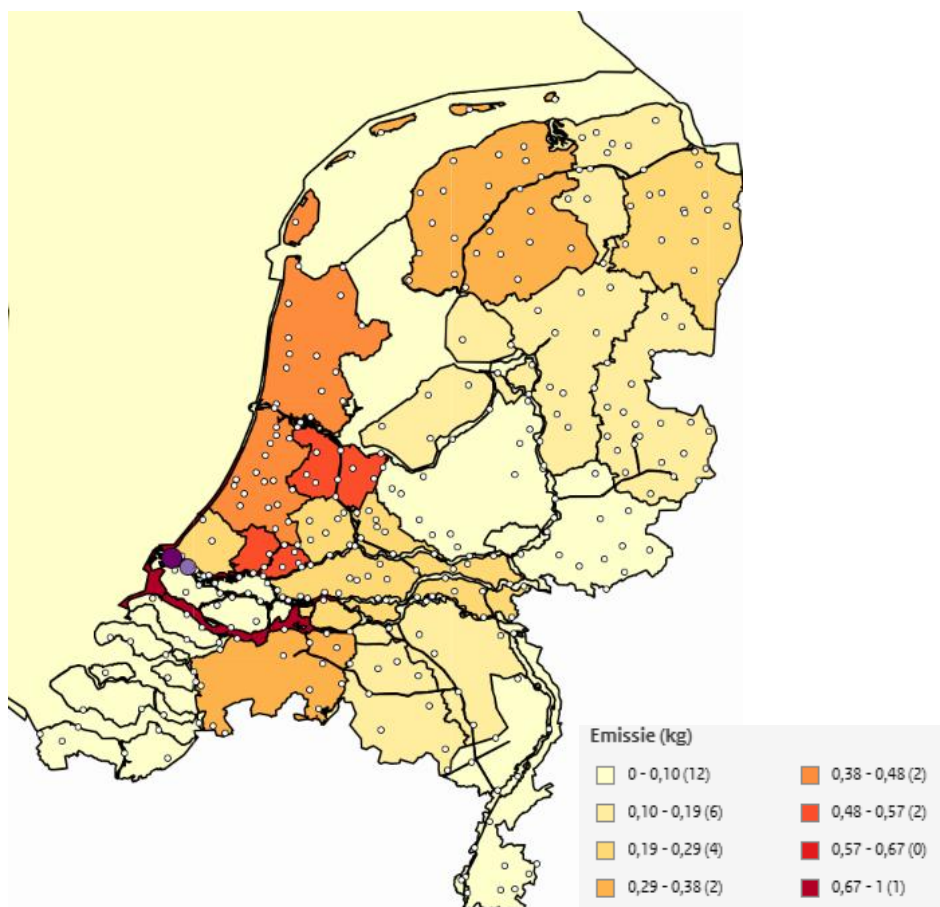 Emissie (kg)
0 - 0,10 (12)
0,10 - 0,19 (6)
0,19 - 0,29 (4)
0,29 - 0,38 (2)
0,38 - 0,48 (2)
0,48 - 0,57 (2)
0,57 - 0,67 (0)
0,67 - 1 (1)